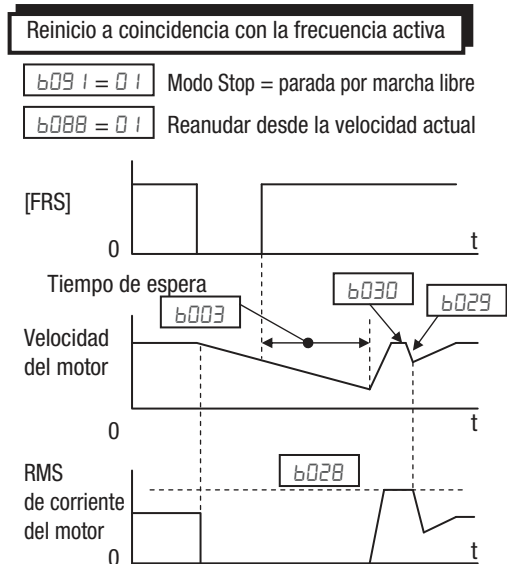 Reinicio a coincidencia con la frecuencia activa
b091 = 01 Modo Stop = parada por marcha libre
b088 = 01 Reanudar desde la velocidad actual
[FRS]
0
t
Tiempo de espera
b003
b030
b029
Velocidad
del motor
0
t
RMS
de corriente
del motor
b028
0
t